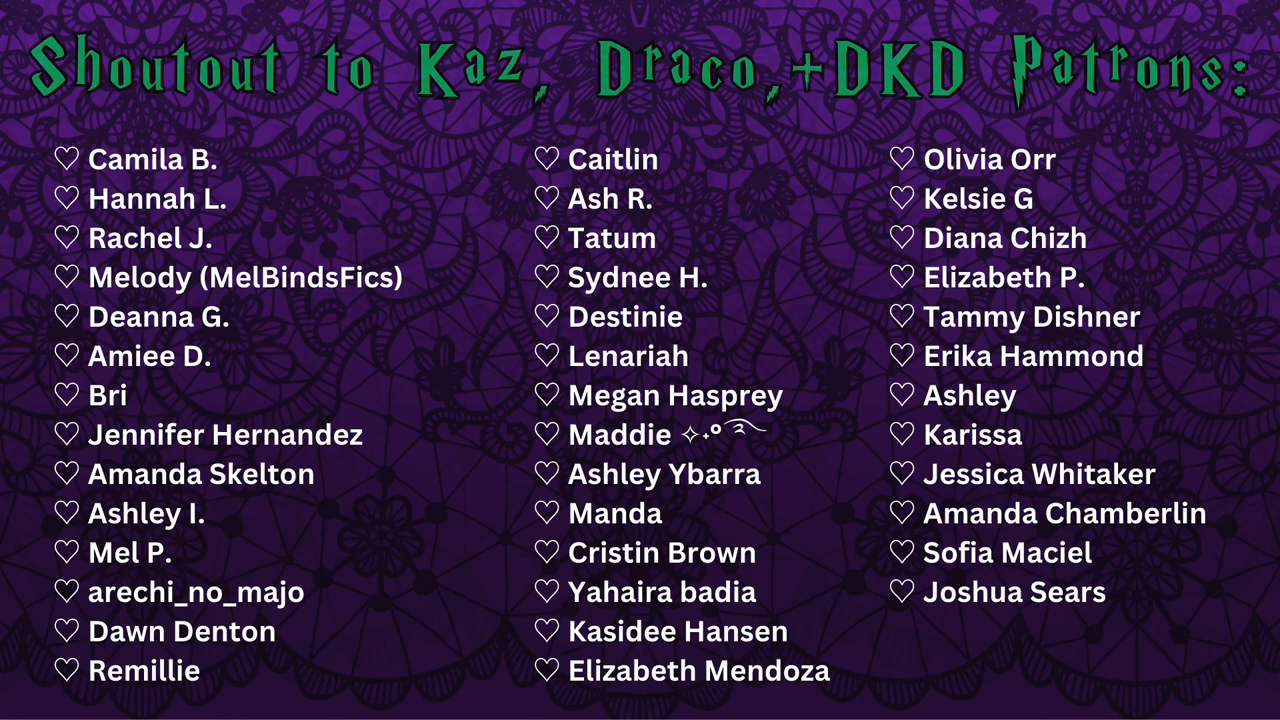 Shoutout to Kaz, Draco,+DKD Patrons:
♡ Camila B.
♡ Hannah L.
♡ Rachel J.
♡ Melody (MelBindsFics)
♡ Deanna G.
♡ Amiee D.
♡ Bri
♡ Jennifer Hernandez
♡ Amanda Skelton
♡ Ashley I.
♡ Mel P.
♡ arechi_no_majo
♡ Dawn Denton
♡ Remillie
♡ Caitlin
♡ Ash R.
♡ Tatum
♡ Sydnee H.
♡ Destinie
♡ Lenariah
♡ Megan Hasprey
♡ Maddie ✧˖°࿐
♡ Ashley Ybarra
♡ Manda
♡ Cristin Brown
♡ Yahaira badia
♡ Kasidee Hansen
♡ Elizabeth Mendoza
♡ Olivia Orr
♡ Kelsie G
♡ Diana Chizh
♡ Elizabeth P.
♡ Tammy Dishner
♡ Erika Hammond
♡ Ashley
♡ Karissa
♡ Jessica Whitaker
♡ Amanda Chamberlin
♡ Sofia Maciel
♡ Joshua Sears